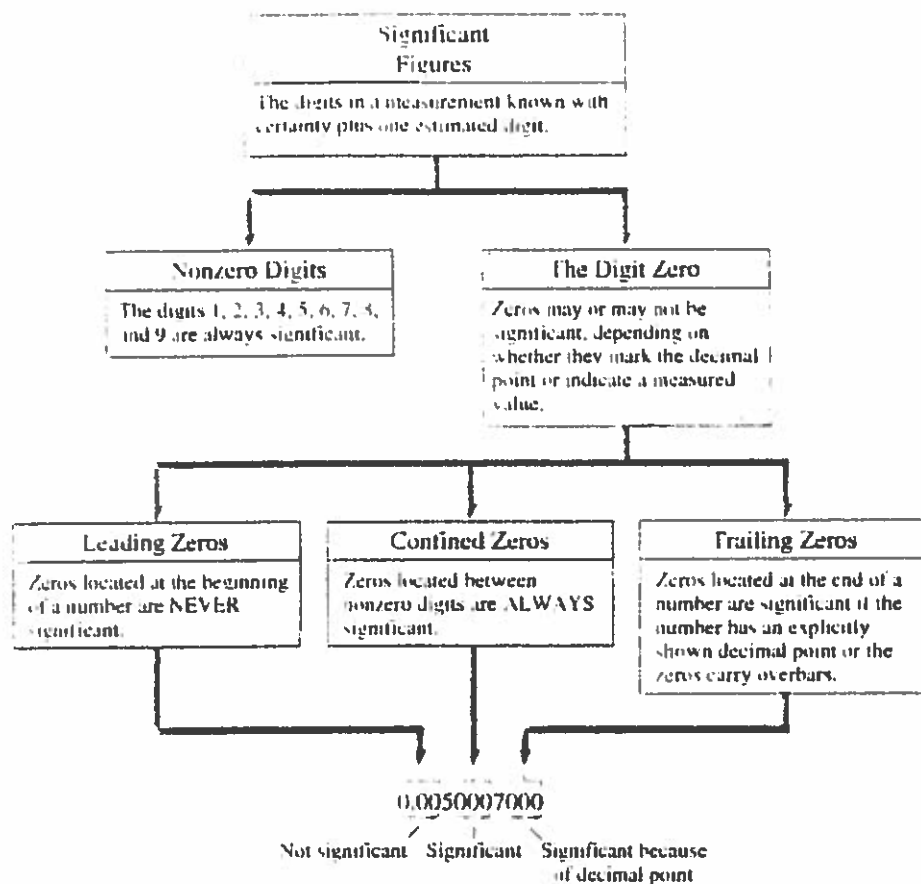 Significant
Figures
The digits in a measurement known with
certainty plus one estimated digit.
Nonzero Digits
The digits 1, 2, 3, 4, 5, 6, 7, 8,
and 9 are always significant.
The Digit Zero
Zeros may or may not be
significant, depending on
whether they mark the decimal
point or indicate a measured
value.
Leading Zeros
Zeros located at the beginning
of a number are NEVER
significant.
Confined Zeros
Zeros located between
nonzero digits are ALWAYS
significant.
Trailing Zeros
Zeros located at the end of a
number are significant if the
number has an explicitly
shown decimal point or the
zeros carry overbars.
0.0050007000
Not significant Significant Significant because
of decimal point